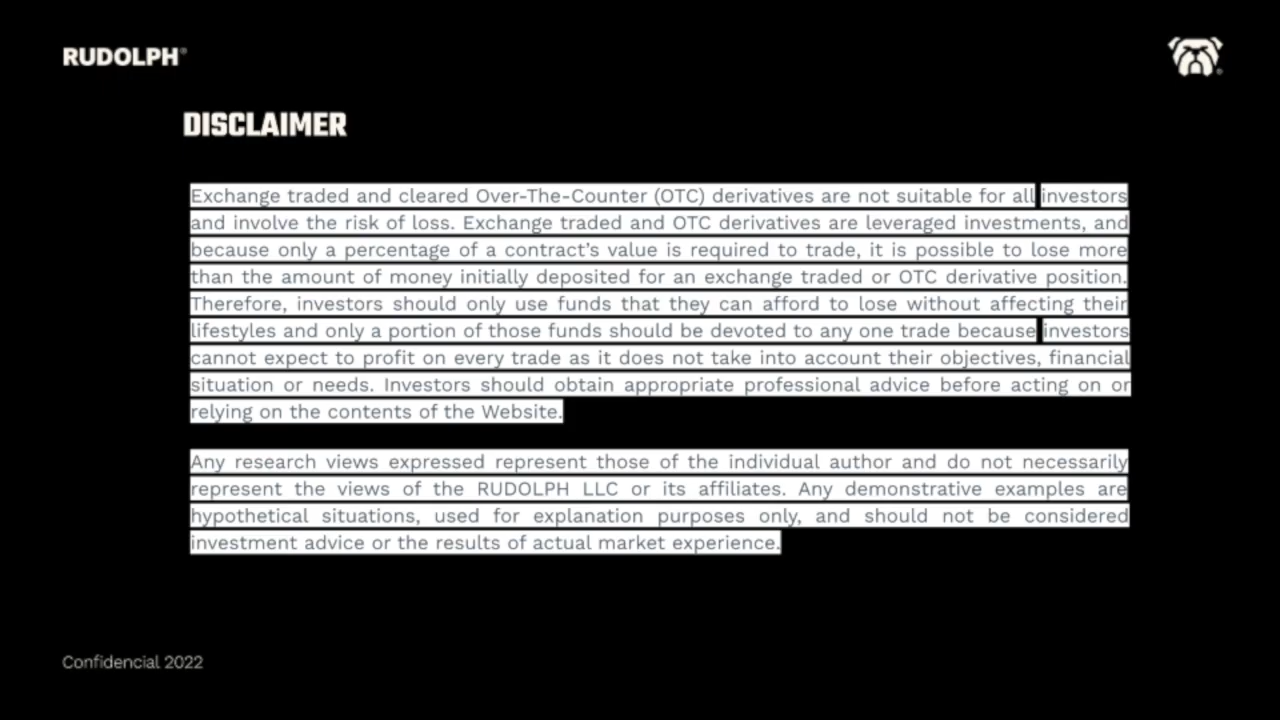 RUDOLPH®
DISCLAIMER
Exchange traded and cleared Over-The-Counter (OTC) derivatives are not suitable for all investors
and involve the risk of loss. Exchange traded and OTC derivatives are leveraged investments, and
because only a percentage of a contract's value is required to trade, it is possible to lose more
than the amount of money initially deposited for an exchange traded or OTC derivative position.
Therefore, investors should only use funds that they can afford to lose without affecting their
lifestyles and only a portion of those funds should be devoted to any one trade because investors
cannot expect to profit on every trade as it does not take into account their objectives, financial
situation or needs. Investors should obtain appropriate professional advice before acting on or
relying on the contents of the Website.
Any research views expressed represent those of the individual author and do not necessarily
represent the views of the RUDOLPH LLC or its affiliates. Any demonstrative examples are
hypothetical situations, used for explanation purposes only, and should not be considered
investment advice or the results of actual market experience.
Confidencial 2022